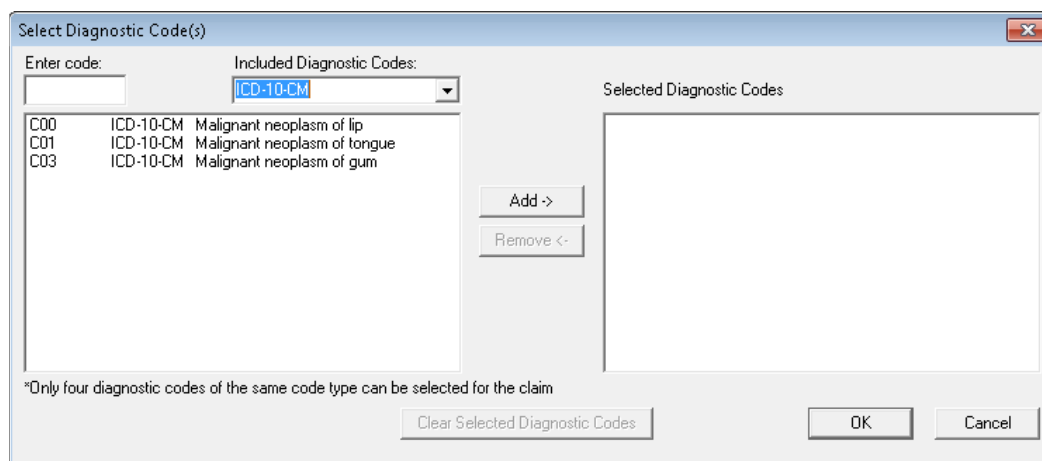 Select Diagnostic Code(s)
Enter code:
Included Diagnostic Codes:
ICD-10-CM
Selected Diagnostic Codes
C00 ICD-10-CM Malignant neoplasm of lip
C01 ICD-10-CM Malignant neoplasm of tongue
C03 ICD-10-CM Malignant neoplasm of gum
Add ->
Remove <-
*Only four diagnostic codes of the same code type can be selected for the claim
Clear Selected Diagnostic Codes
OK
Cancel